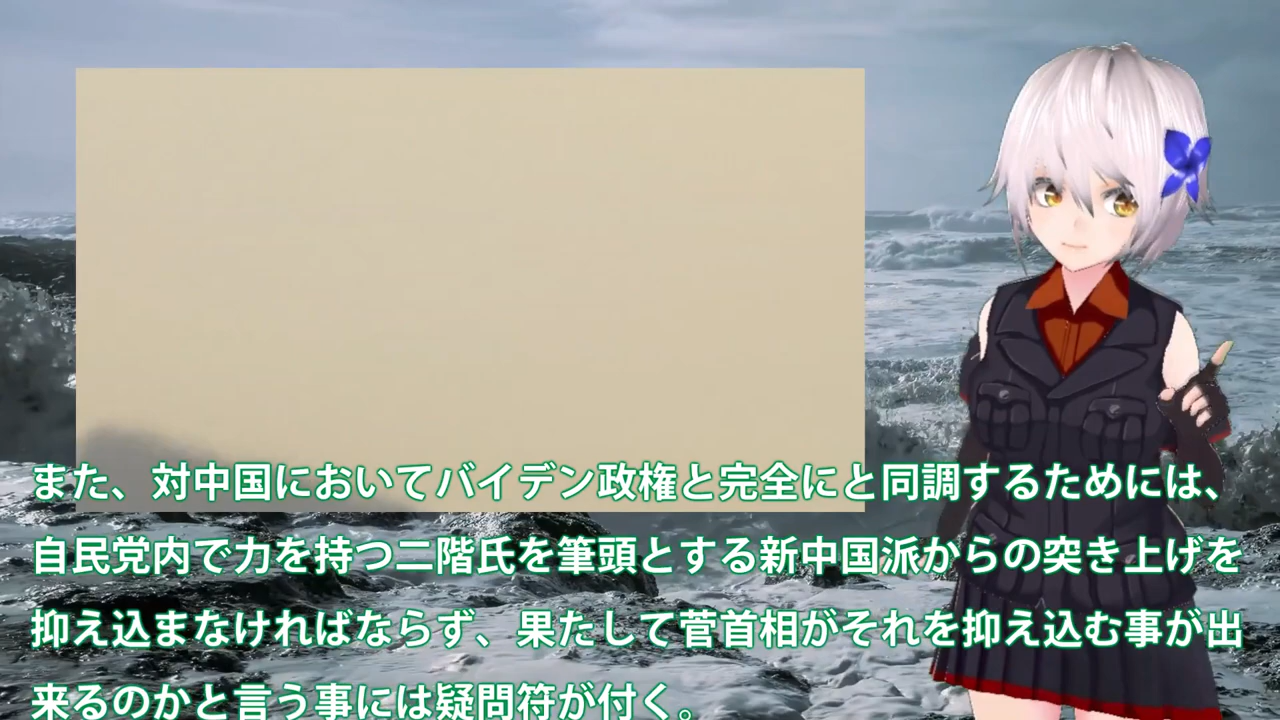 また、対中国においてバイデン政権と完全にと同調するためには、
自民党内で力を持つ二階氏を筆頭とする新中国派からの突き上げを
抑え込まなければならず、果たして菅首相がそれを抑え込む事が出
来るのかと言う事には疑問符が付く。